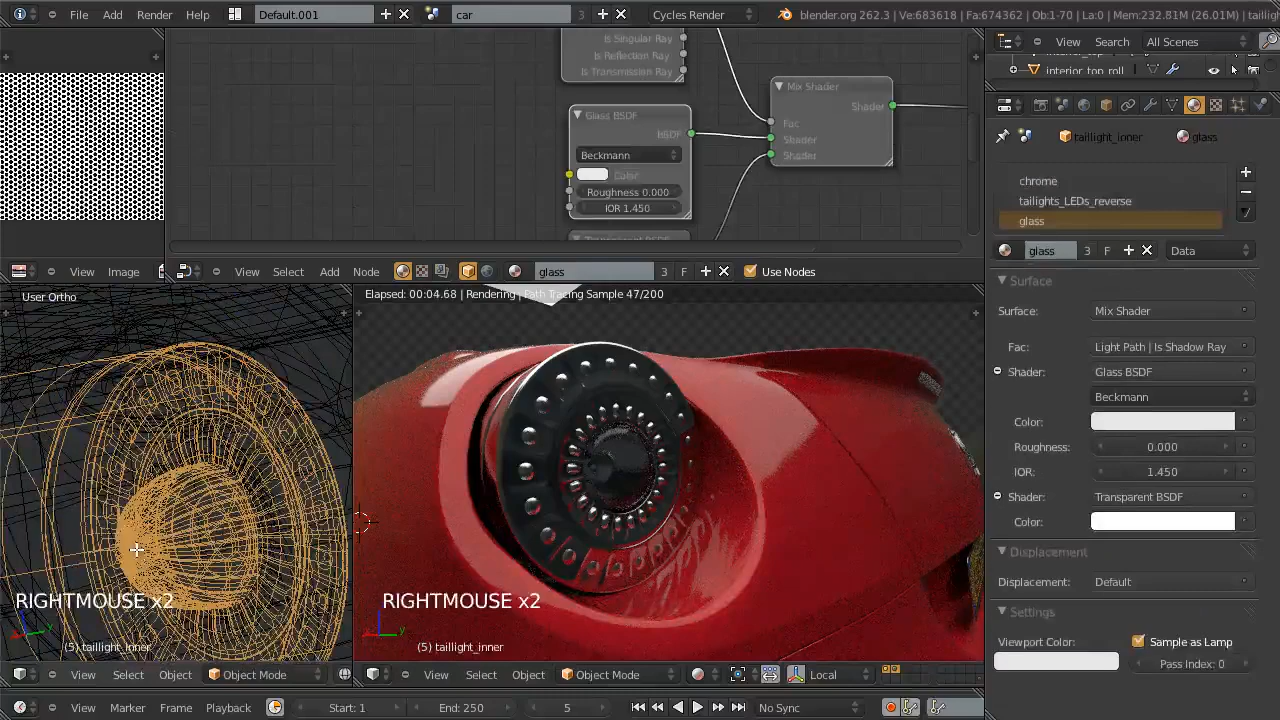 File Add Render Help Default.001 car 3 Cycles Render blender.org 262.3 | Ve:683618 | Fa:674362 | Ob:1-70 | La:0 | Mem:232.81M (26.01M) |
Is Singular Ray
Is Reflection Ray
Is Transmission Ray
Glass BSDF
BSDF
Beckmann
Color
Roughness 0.000
IOR 1.450
Transparent BSDF
Mix Shader
Shader
Fac
Shader
Shader
View Image
View Select Add Node glass 3 F Use Nodes
User Ortho
RIGHTMOUSE x2
(5) taillight_inner
View Select Object Object Mode
Elapsed: 00:04.68 | Rendering | Path Tracing Sample 47/200
RIGHTMOUSE x2
(5) taillight_inner
View Select Object Object Mode Local
View Marker Frame Playback Start: 1 End: 250 5 No Sync
View Search All Scenes
interior_top_roll
taillight_inner glass
chrome
tailights_LEDs_reverse
glass
glass 3 F Data
Surface
Surface: Mix Shader
Fac: Light Path | Is Shadow Ray
Shader: Glass BSDF
Beckmann
Color:
Roughness: 0.000
IOR: 1.450
Shader: Transparent BSDF
Color:
Displacement
Displacement: Default
Settings
Viewport Color: Sample as Lamp
Pass Index: 0